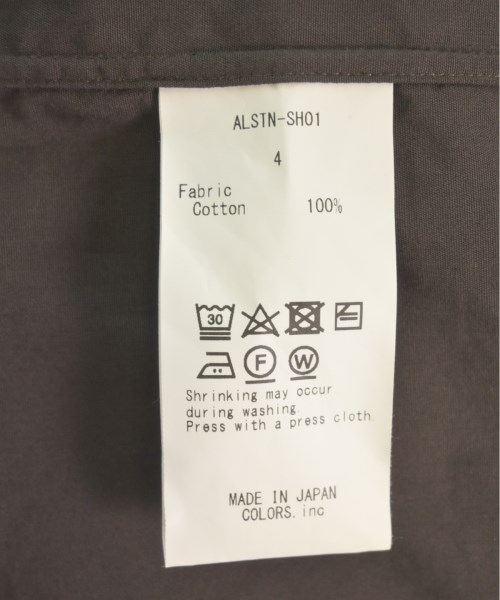 ALSTN-SH01
4
Fabric
Cotton 100%
30
F W
Shrinking may occur
during washing.
Press with a press cloth.
MADE IN JAPAN
COLORS. inc